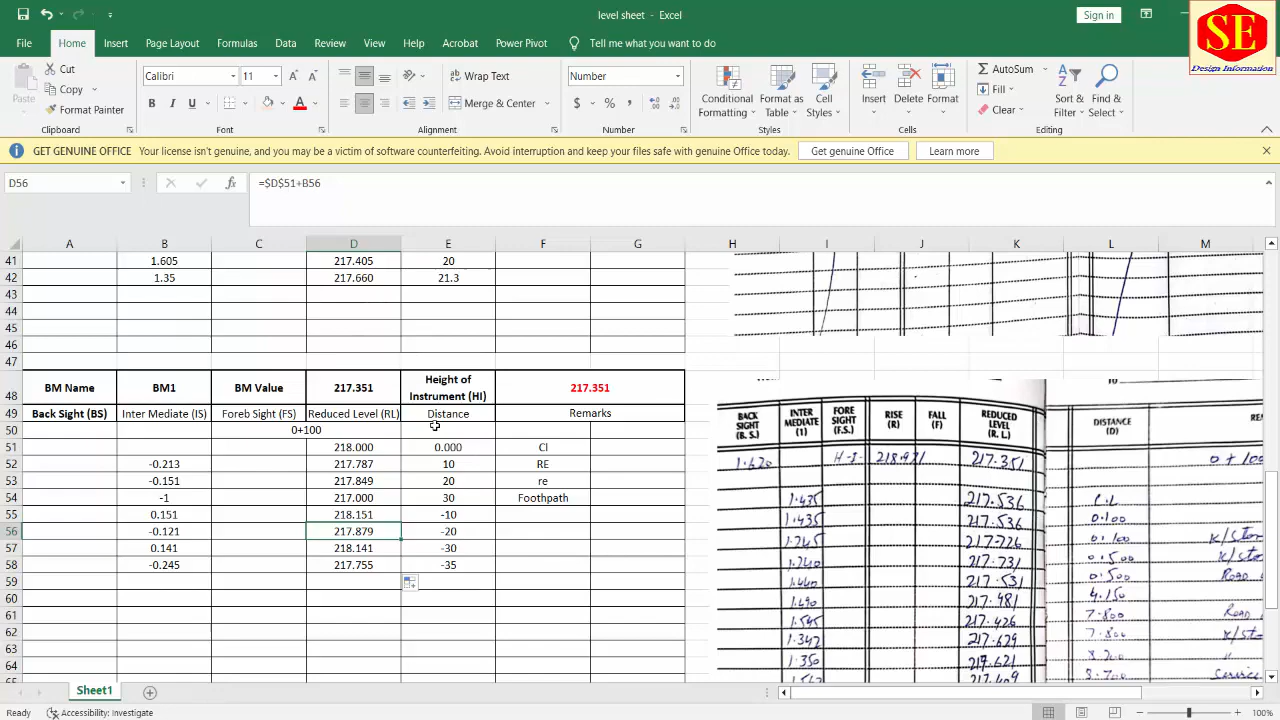 level sheet - Excel
Sign in
SE
Design Information
File Home Insert Page Layout Formulas Data Review View Help Acrobat Power Pivot Tell me what you want to do
Cut
Copy
Format Painter
Paste
Clipboard
Calibri 11
B I U
Font
Wrap Text
Merge & Center
Alignment
Number
$ % ,
Number
Conditional Formatting
Format as Table
Cell Styles
Styles
Insert Delete Format
Cells
AutoSum
Fill
Clear
Sort & Filter
Find & Select
Editing
GET GENUINE OFFICE Your license isn't genuine, and you may be a victim of software counterfeiting. Avoid interruption and keep your files safe with genuine Office today. Get genuine Office Learn more
D56 fx =$D$51+B56
A B C D E F G H I J K L M
41 1.605 217.405 20
42 1.35 217.660 21.3
43
44
45
46
47
48 BM Name BM1 BM Value 217.351 Height of Instrument (HI) 217.351
49 Back Sight (BS) Inter Mediate (IS) Foreb Sight (FS) Reduced Level (RL) Distance Remarks
50 0+100
51 218.000 0.000 Cl
52 -0.213 217.787 10 RE
53 -0.151 217.849 20 re
54 -1 217.000 30 Foothpath
55 0.151 218.151 -10
56 -0.121 217.879 -20
57 0.141 218.141 -30
58 -0.245 217.755 -35
59
60
61
62
63
64
BACK SIGHT (B. S.) INTER MEDIATE (1) FORE SIGHT (F.S.) RISE (R) FALL (F) REDUCED LEVEL (R. L.) DISTANCE (D)
1.620 H-I- 218.971 217.351 0+100
1.435 217.536 C.L
1.435 217.536 0.100
1.245 217.726 0.100
1.240 217.731 0.500
1.440 217.531 0.500 Road
1.490 217.481 4.150
1.545 217.426 7.800 Road
1.342 217.629 7.800
1.350 217.621
217.409 8.700 Service
Sheet1
Ready Accessibility: Investigate 100%